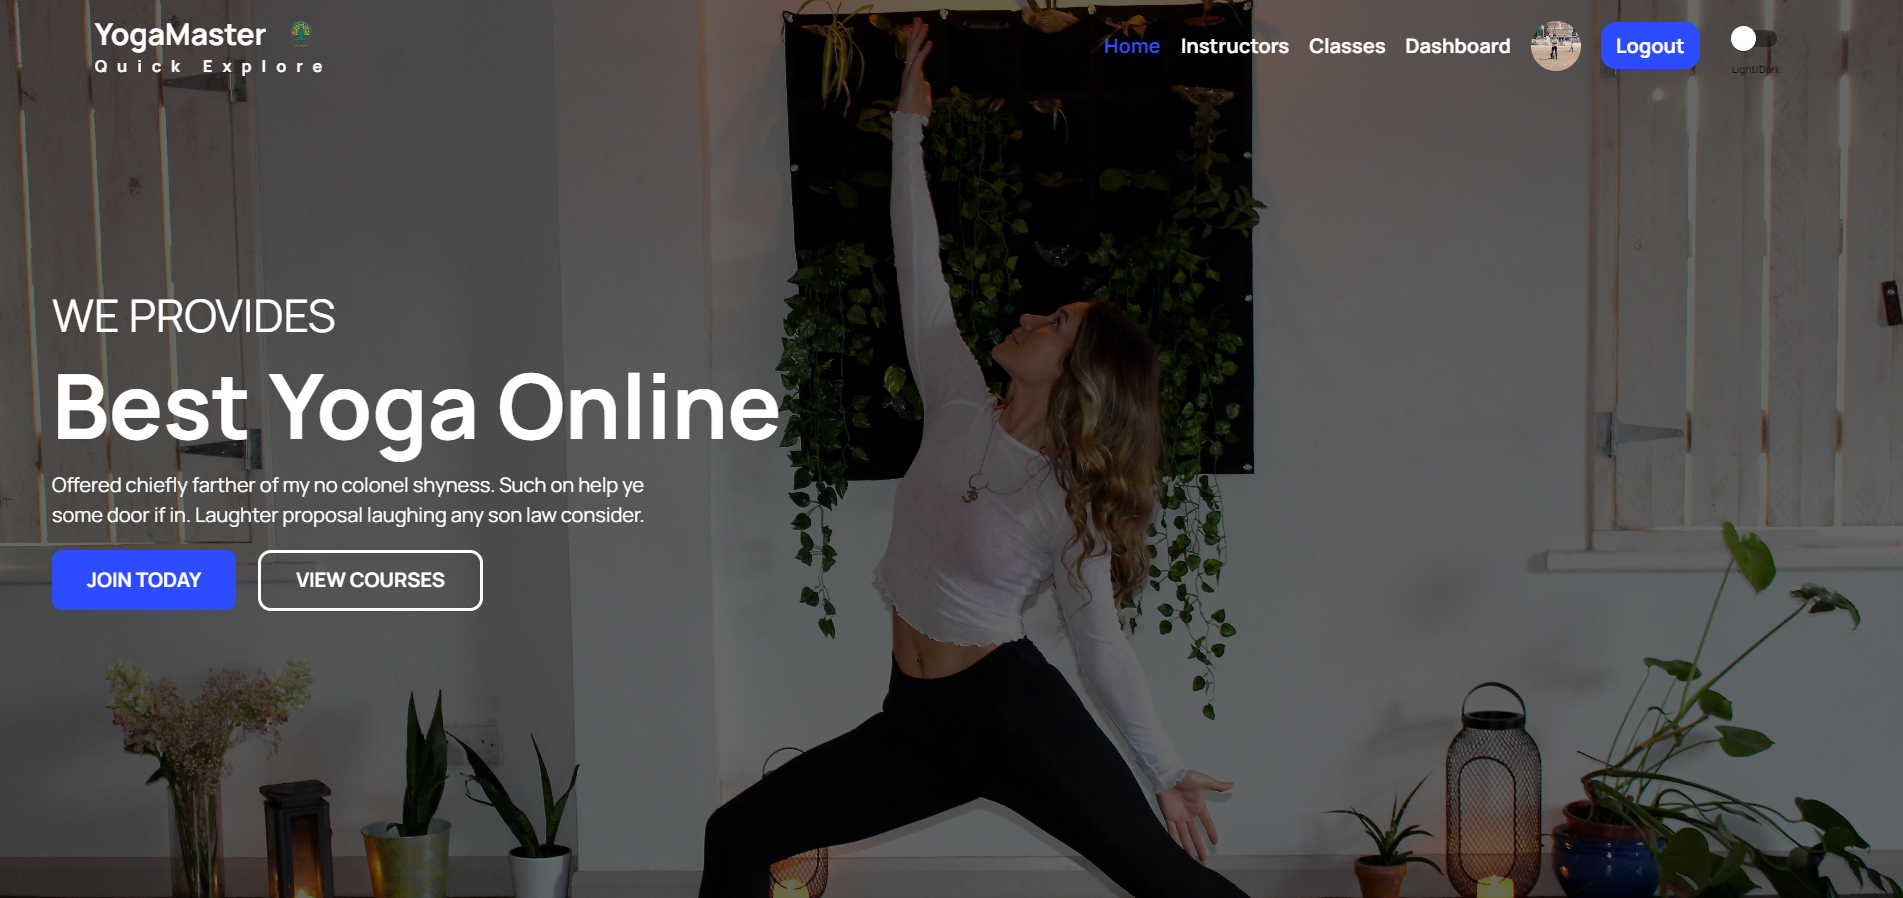 YogaMaster
Quick Explore
Home Instructors Classes Dashboard Logout
Light/Dark
WE PROVIDES
Best Yoga Online
Offered chiefly farther of my no colonel shyness. Such on help ye
some door if in. Laughter proposal laughing any son law consider.
JOIN TODAY VIEW COURSES